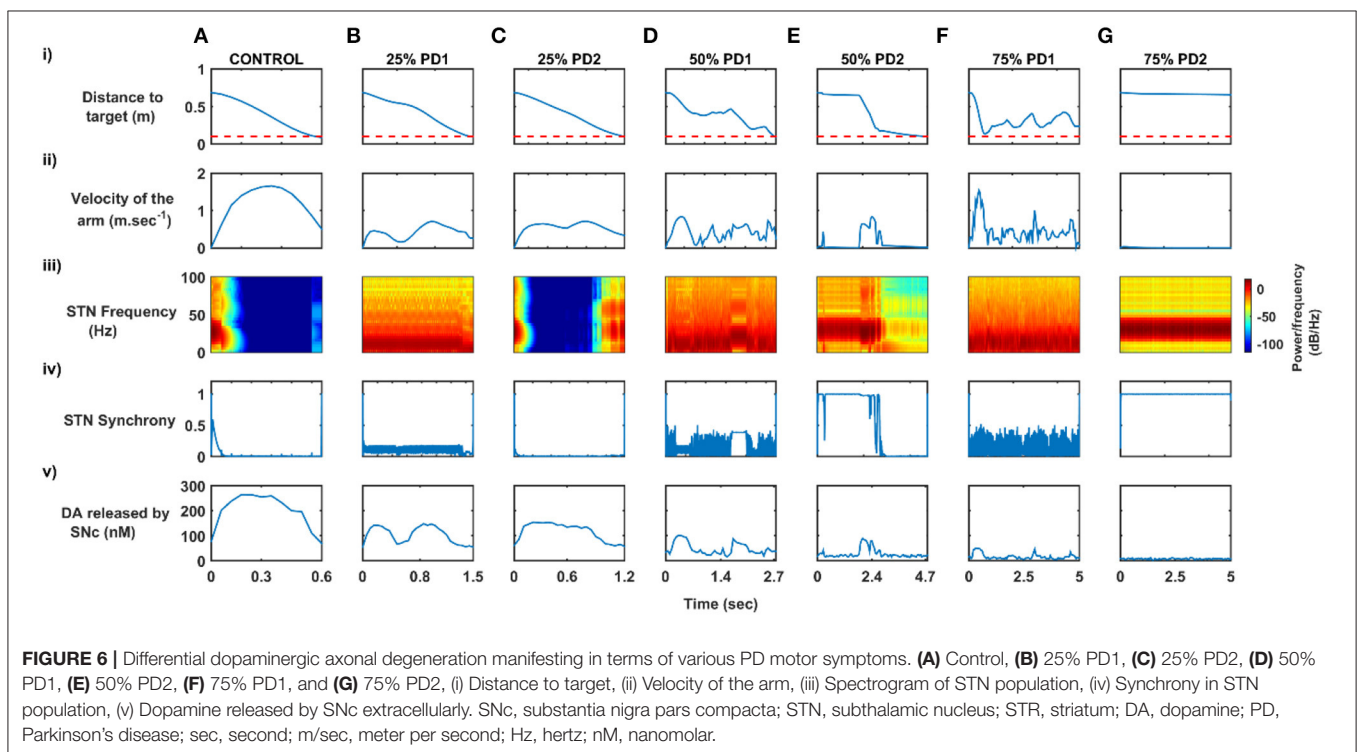 A B C D E F G
CONTROL 25% PD1 25% PD2 50% PD1 50% PD2 75% PD1 75% PD2
i)
Distance to
target (m)
1
0.5
0
ii)
Velocity of the
arm (m.sec-1)
2
1
0
iii)
STN Frequency
(Hz)
100
50
0
0
-50
-100
Power/frequency
(dB/Hz)
iv)
STN Synchrony
1
0.5
0
v)
DA released by
SNc (nM)
300
200
100
0
0 0.3 0.6 0 0.8 1.5 0 0.6 1.2 0 1.4 2.7 0 2.4 4.7 0 2.5 5 0 2.5 5
Time (sec)
FIGURE 6 | Differential dopaminergic axonal degeneration manifesting in terms of various PD motor symptoms. (A) Control, (B) 25% PD1, (C) 25% PD2, (D) 50%
PD1, (E) 50% PD2, (F) 75% PD1, and (G) 75% PD2, (i) Distance to target, (ii) Velocity of the arm, (iii) Spectrogram of STN population, (iv) Synchrony in STN
population, (v) Dopamine released by SNc extracellularly. SNc, substantia nigra pars compacta; STN, subthalamic nucleus; STR, striatum; DA, dopamine; PD,
Parkinson's disease; sec, second; m/sec, meter per second; Hz, hertz; nM, nanomolar.